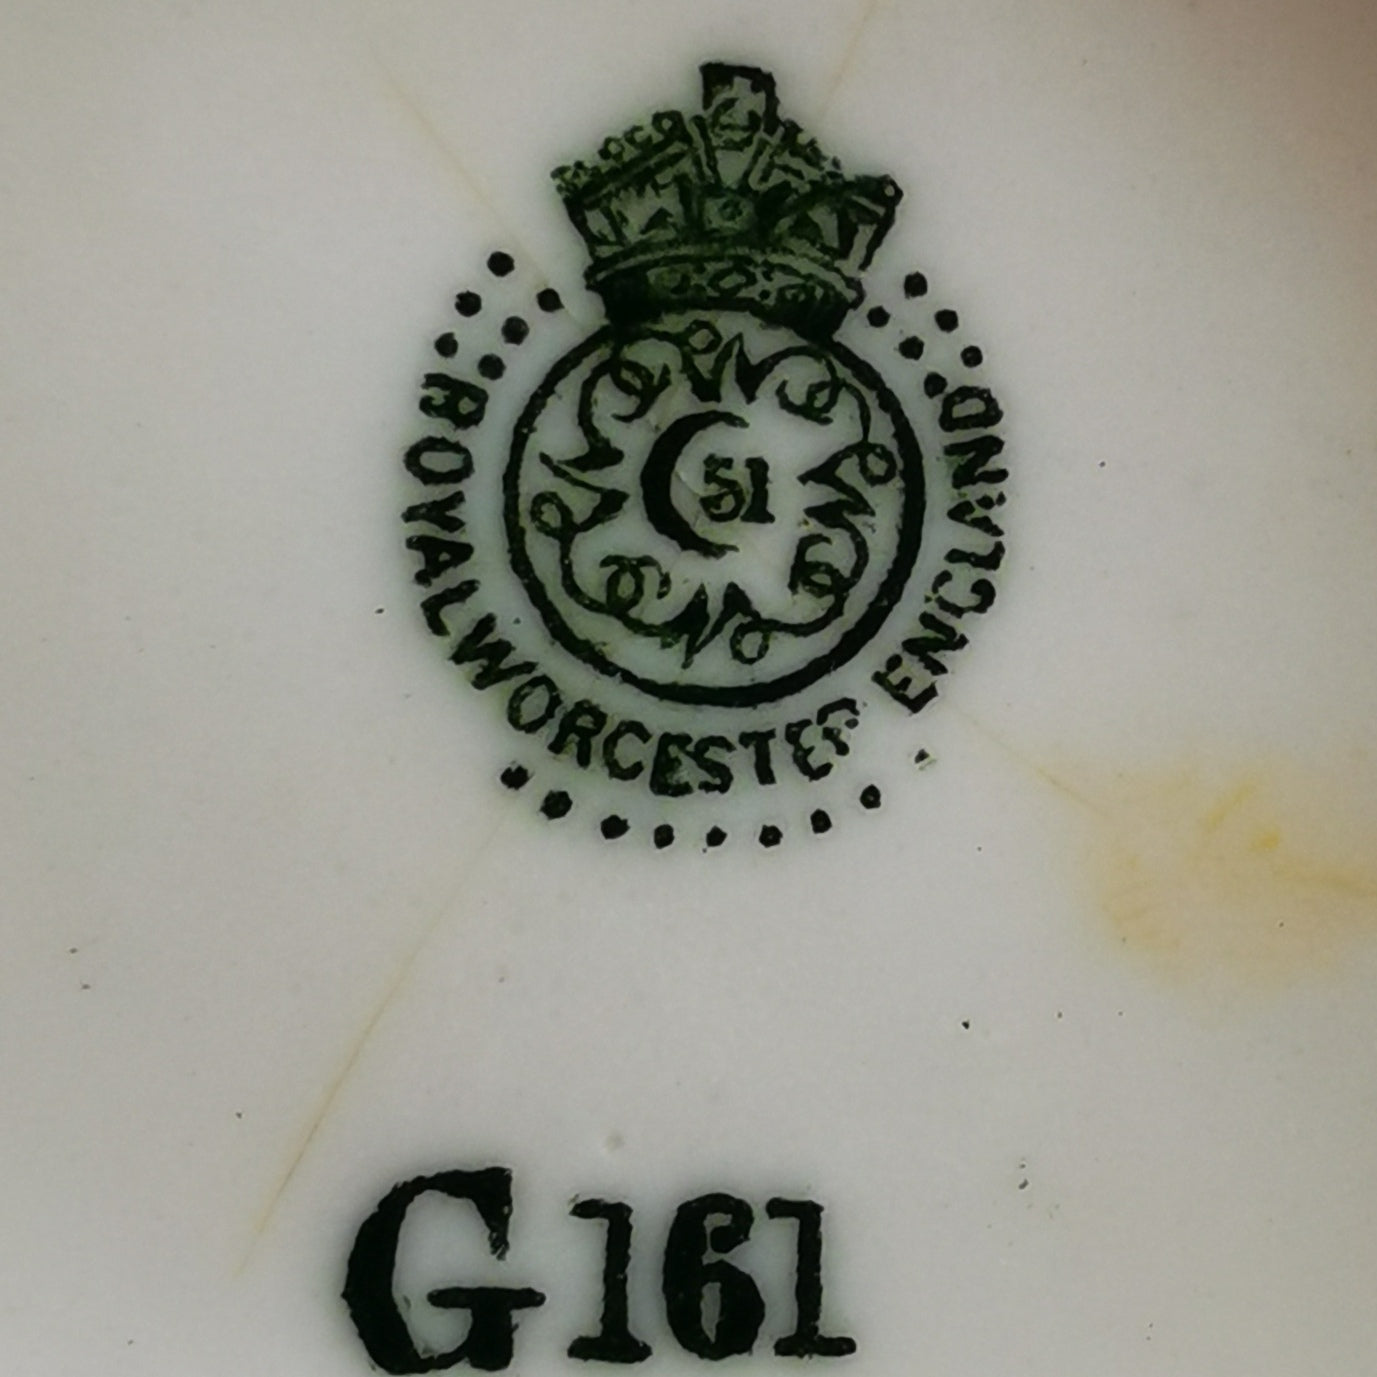 51
ROYAL WORCESTER ENGLAND
G161